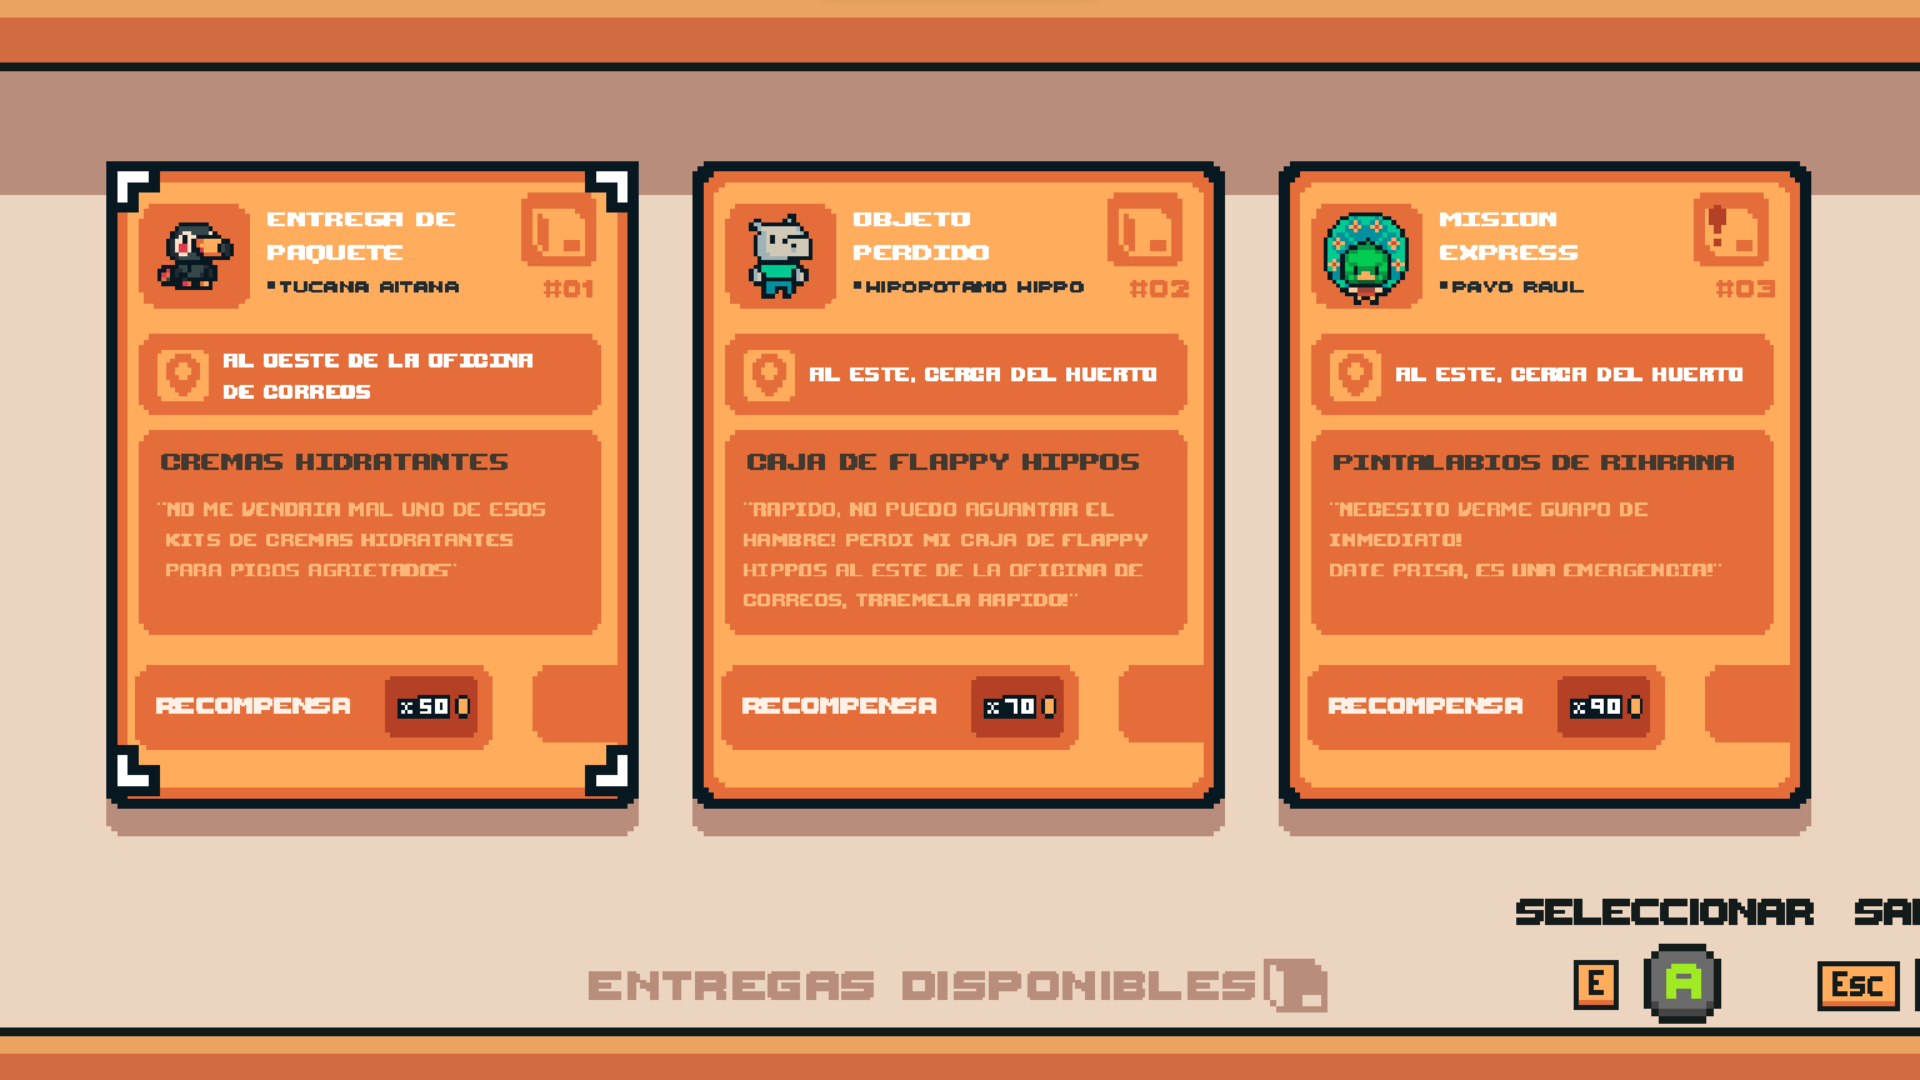 ENTREGA DE
PAQUETE
TUCANA AITANA
#01
AL OESTE DE LA OFICINA
DE CORREOS
CREMAS HIDRATANTES
"NO ME VENDRIA MAL UNO DE ESOS
KITS DE CREMAS HIDRATANTES
PARA PICOS AGRIETADOS"
RECOMPENSA
x50
OBJETO
PERDIDO
HIPOPOTAMO HIPPO
#02
AL ESTE, CERCA DEL HUERTO
CAJA DE FLAPPY HIPPOS
"RAPIDO, NO PUEDO AGUANTAR EL
HAMBRE! PERDI MI CAJA DE FLAPPY
HIPPOS AL ESTE DE LA OFICINA DE
CORREOS, TRAEMELA RAPIDO!"
RECOMPENSA
x70
MISION
EXPRESS
PAVO RAUL
#03
AL ESTE, CERCA DEL HUERTO
PINTALABIOS DE RIHRANA
"NECESITO VERME GUAPO DE
INMEDIATO!
DATE PRISA, ES UNA EMERGENCIA!"
RECOMPENSA
x90
SELECCIONAR
E
A
Esc
ENTREGAS DISPONIBLES